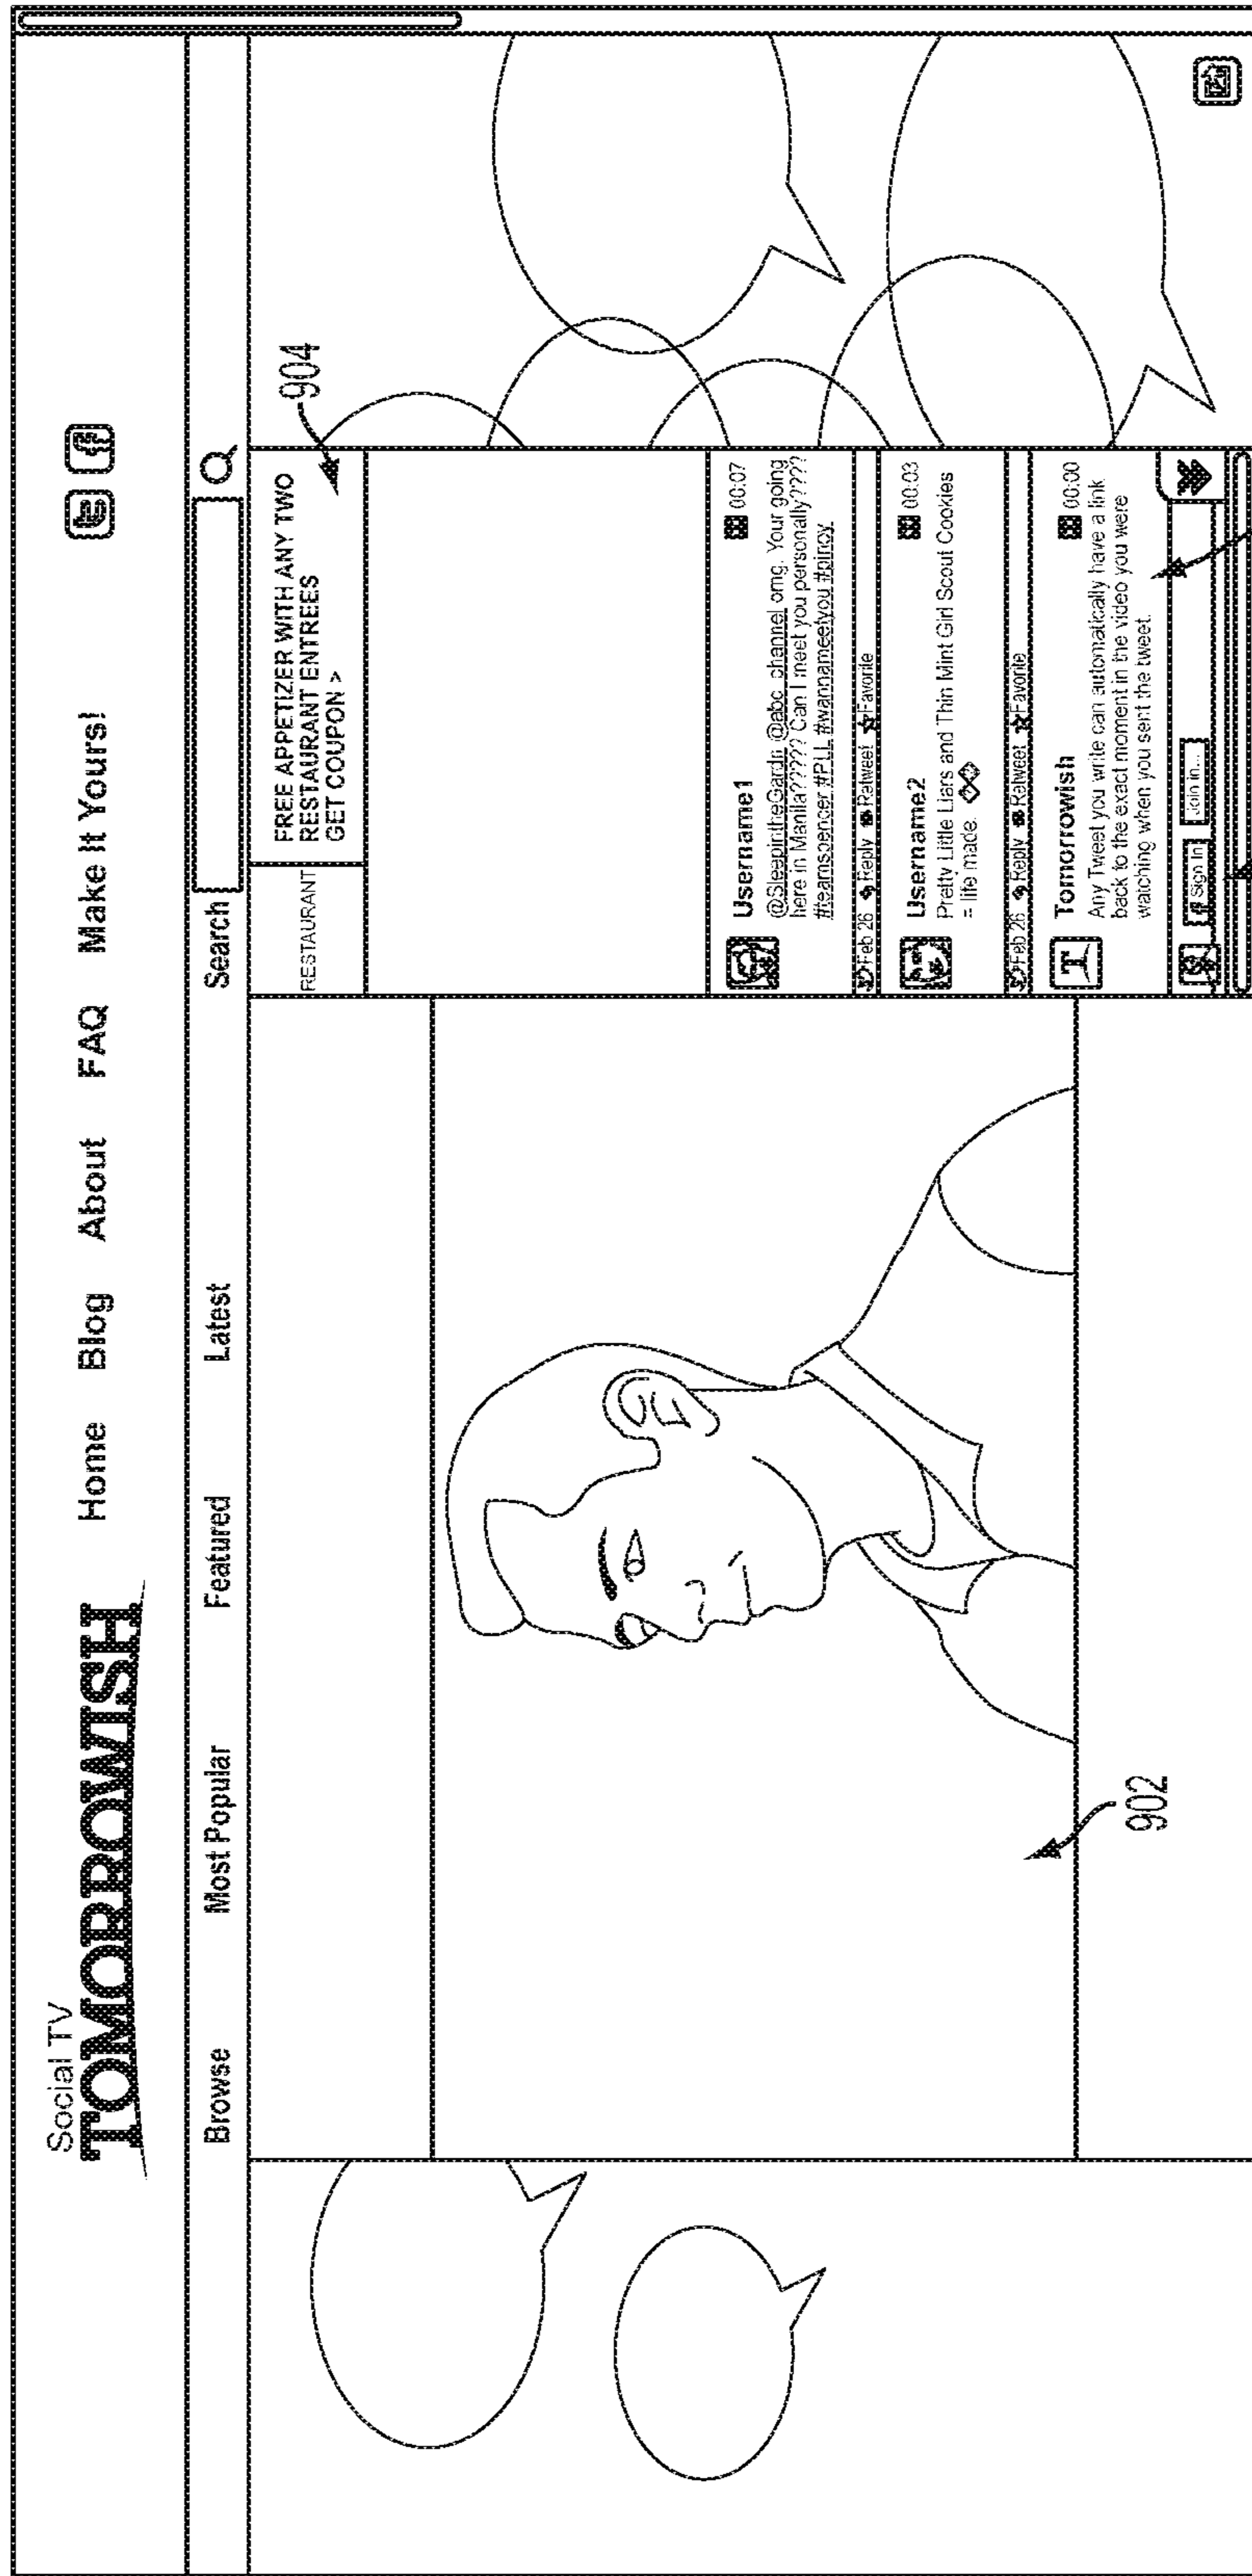 Social TV
TOMORROWISH
Home Blog About FAQ Make It Yours!
Browse Most Popular Featured Latest Search
RESTAURANT
FREE APPETIZER WITH ANY TWO
RESTAURANT ENTREES
GET COUPON >
904
Username1 00:07
@SleepintheGardn @abc_channel omg. Your going
here in Manila????? Can I meet you personally????
#teamspencer #PLL #wannameetyou #pinoy
Feb 26 Reply Retweet Favorite
Username2 00:03
Pretty Little Liars and Thin Mint Girl Scout Cookies
= life made.
Feb 26 Reply Retweet Favorite
T
Tomorrowish 00:00
Any Tweet you write can automatically have a link
back to the exact moment in the video you were
watching when you sent the tweet.
Sign In Join in...
902